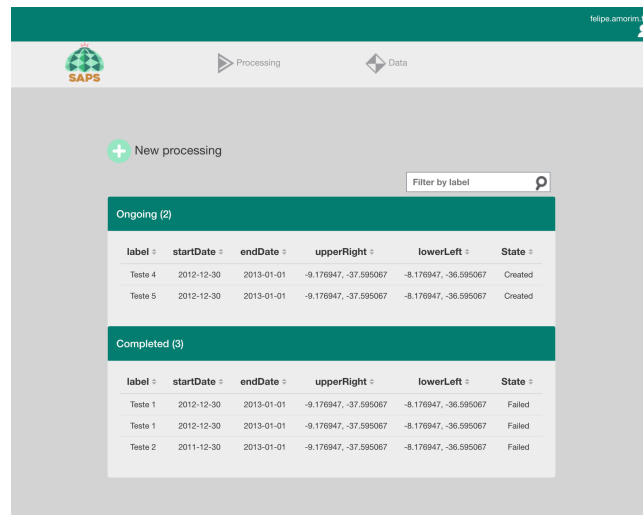 felipe.amorim.
SAPS
Processing
Data
New processing
Filter by label
Ongoing (2)
label startDate endDate upperRight lowerLeft State
Teste 4 2012-12-30 2013-01-01 -9.176947, -37.595067 -8.176947, -36.595067 Created
Teste 5 2012-12-30 2013-01-01 -9.176947, -37.595067 -8.176947, -36.595067 Created
Completed (3)
label startDate endDate upperRight lowerLeft State
Teste 1 2012-12-30 2013-01-01 -9.176947, -37.595067 -8.176947, -36.595067 Failed
Teste 1 2012-12-30 2013-01-01 -9.176947, -37.595067 -8.176947, -36.595067 Failed
Teste 2 2011-12-30 2013-01-01 -9.176947, -37.595067 -8.176947, -36.595067 Failed